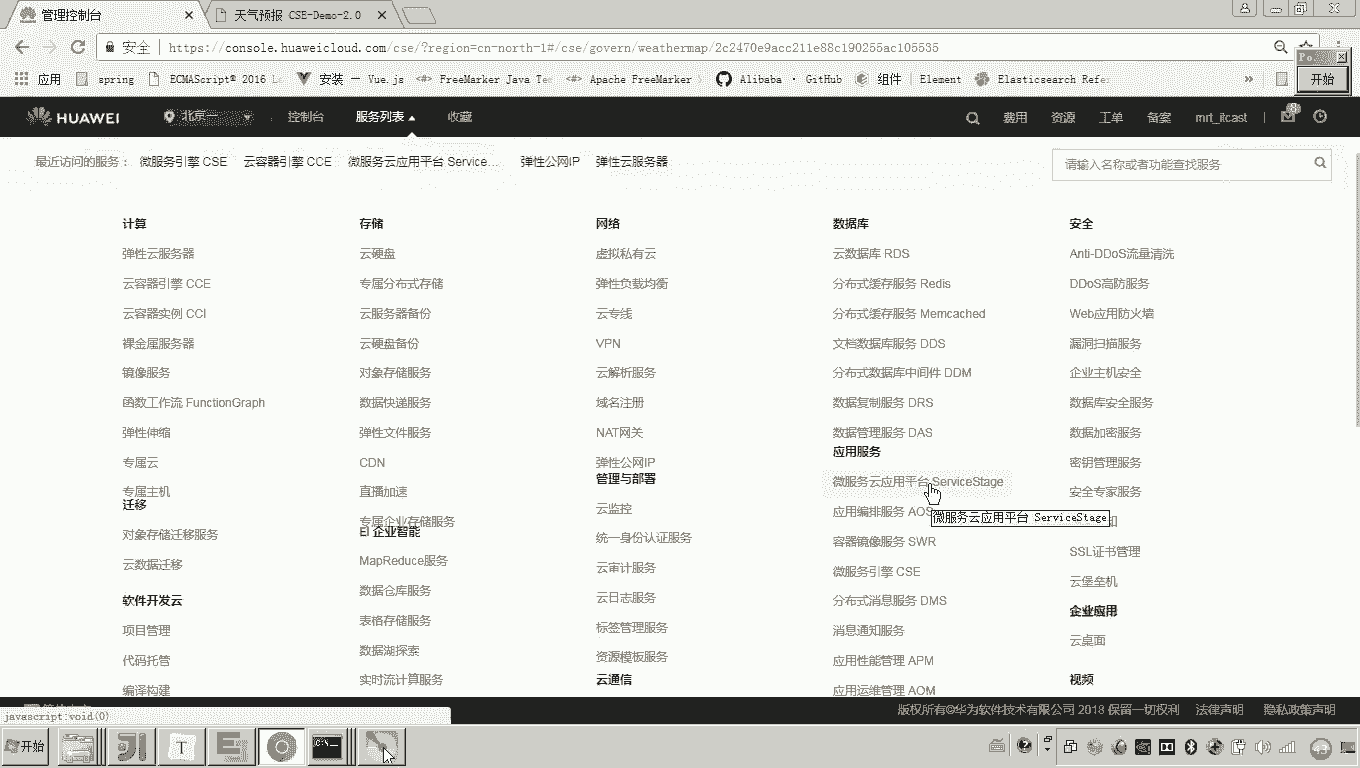 管理控制台
天气预报 CSE-Demo-2.0
安全
https://console.huaweicloud.com/cse/?region=cn-north-1#/cse/govern/weathermap/2c2470e9acc211e88c190255ac105535
应用 spring ECMAScript® 2016 安装 — Vue.js FreeMarker Java Te Apache FreeMarker Alibaba · GitHub 组件 | Element Elasticsearch Refe »
开始
HUAWEI 北京一 控制台 服务列表 收藏 费用 资源 工单 备案 mrt_itcast
最近访问的服务： 微服务引擎 CSE 云容器引擎 CCE 微服务云应用平台 Service... 弹性公网IP 弹性云服务器
请输入名称或者功能查找服务
计算
弹性云服务器
云容器引擎 CCE
云容器实例 CCI
裸金属服务器
镜像服务
函数工作流 FunctionGraph
弹性伸缩
专属云
专属主机
迁移
对象存储迁移服务
云数据迁移
软件开发云
项目管理
代码托管
编译构建
存储
云硬盘
专属分布式存储
云服务器备份
云硬盘备份
对象存储服务
数据快递服务
弹性文件服务
CDN
直播加速
专属企业存储服务
EI 企业智能
MapReduce服务
数据仓库服务
表格存储服务
数据湖探索
实时流计算服务
网络
虚拟私有云
弹性负载均衡
云专线
VPN
云解析服务
域名注册
NAT网关
弹性公网IP
管理与部署
云监控
统一身份认证服务
云审计服务
云日志服务
标签管理服务
资源模板服务
云通信
数据库
云数据库 RDS
分布式缓存服务 Redis
分布式缓存服务 Memcached
文档数据库服务 DDS
分布式数据库中间件 DDM
数据复制服务 DRS
数据管理服务 DAS
应用服务
微服务云应用平台 ServiceStage
应用编排服务 AOS
微服务云应用平台 ServiceStage
容器镜像服务 SWR
微服务引擎 CSE
分布式消息服务 DMS
消息通知服务
应用性能管理 APM
应用运维管理 AOM
安全
Anti-DDoS流量清洗
DDoS高防服务
Web应用防火墙
漏洞扫描服务
企业主机安全
数据库安全服务
数据加密服务
密钥管理服务
安全专家服务
SSL证书管理
云堡垒机
企业应用
云桌面
视频
javascript:void(0)
版权所有©华为软件技术有限公司 2018 保留一切权利 法律声明 隐私政策声明
开始
43